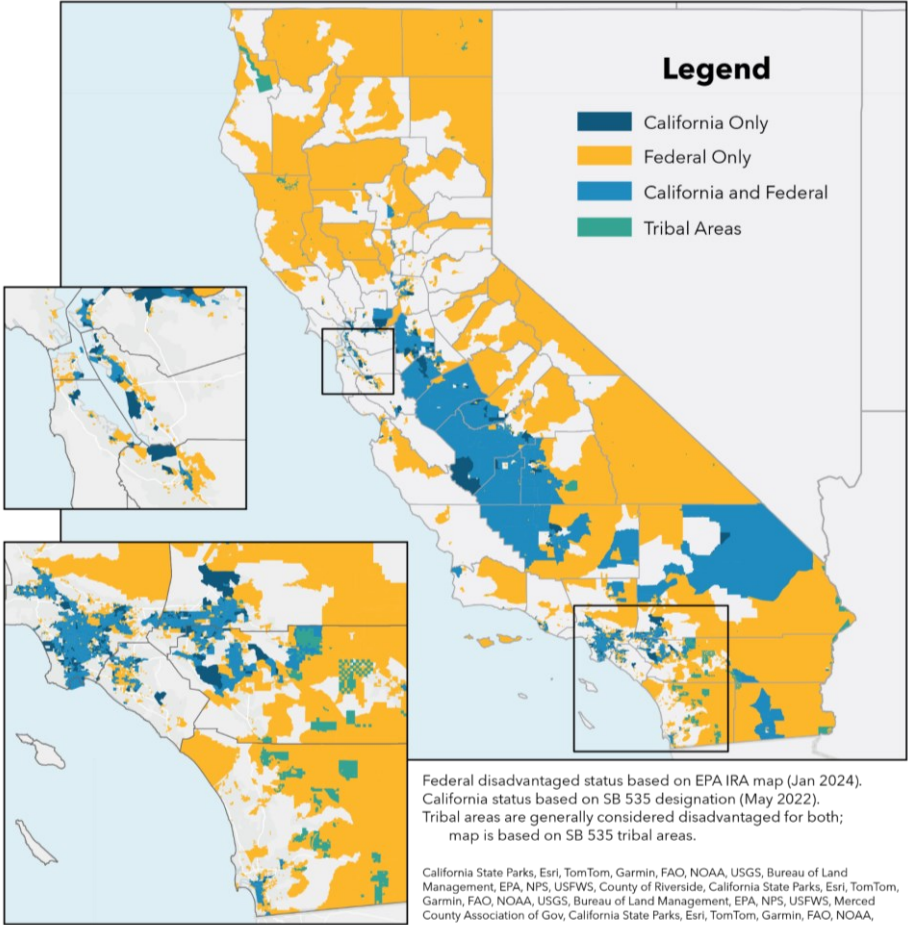 Legend
California Only
Federal Only
California and Federal
Tribal Areas
Federal disadvantaged status based on EPA IRA map (Jan 2024).
California status based on SB 535 designation (May 2022).
Tribal areas are generally considered disadvantaged for both;
map is based on SB 535 tribal areas.
California State Parks, Esri, TomTom, Garmin, FAO, NOAA, USGS, Bureau of Land
Management, EPA, NPS, USFWS, County of Riverside, California State Parks, Esri, TomTom,
Garmin, FAO, NOAA, USGS, Bureau of Land Management, EPA, NPS, USFWS, Merced
County Association of Gov, California State Parks, Esri, TomTom, Garmin, FAO, NOAA,